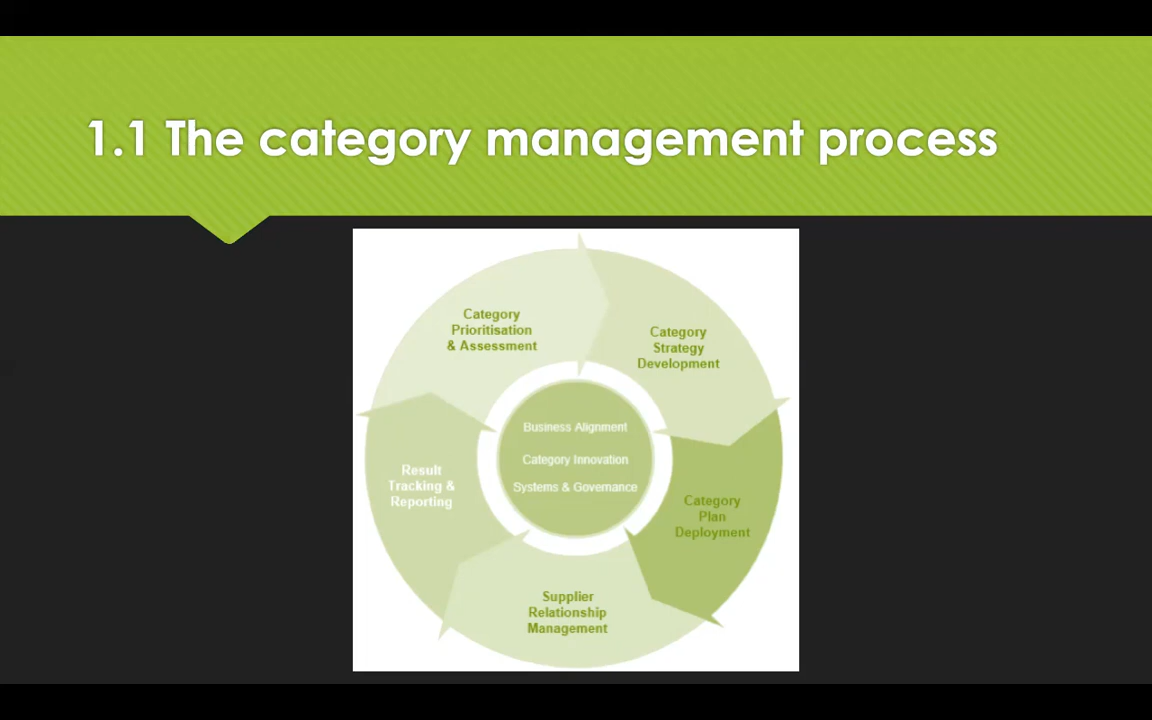 1.1 The category management process
Category
Prioritisation
& Assessment
Category
Strategy
Development
Category
Plan
Deployment
Supplier
Relationship
Management
Result
Tracking &
Reporting
Business Alignment
Category Innovation
Systems & Governance